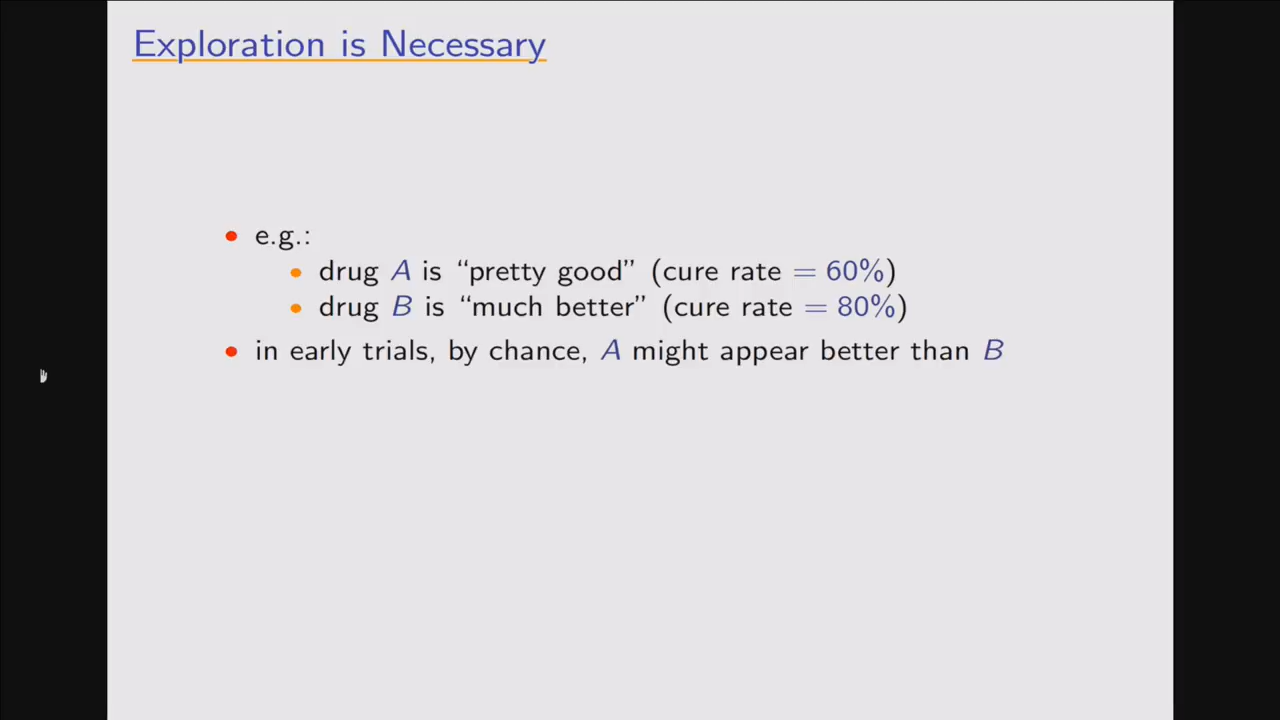 Exploration is Necessary
• e.g.:
• drug A is “pretty good” (cure rate = 60%)
• drug B is “much better” (cure rate = 80%)
• in early trials, by chance, A might appear better than B